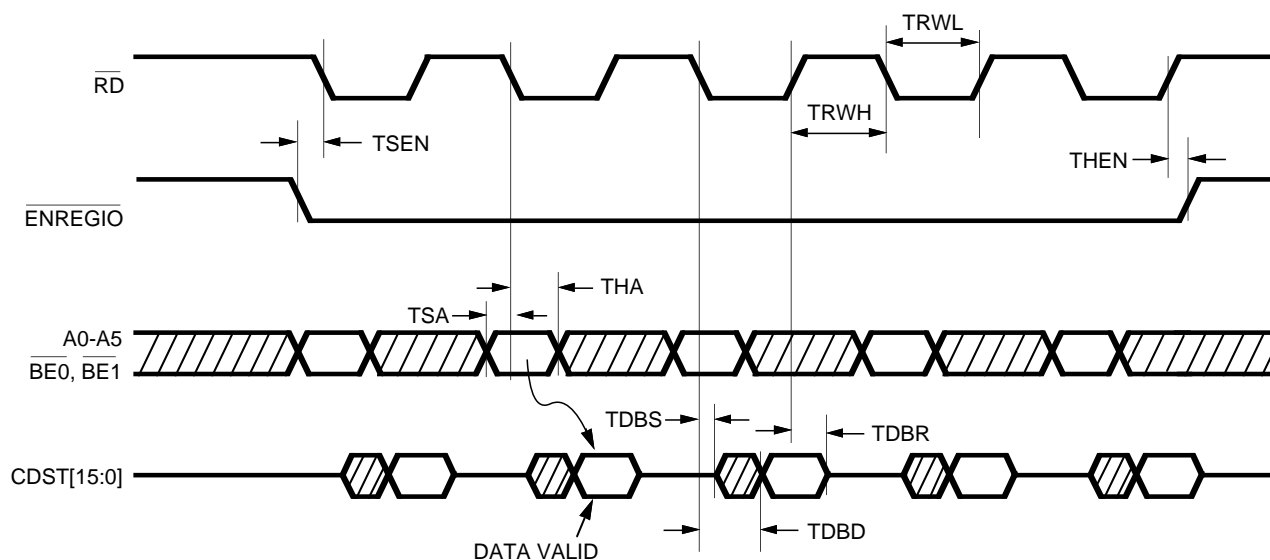 TRWL
RD
TRWH
TSEN
THEN
ENREGIO
THA
TSA
A0-A5
BE0, BE1
TDBS
TDBR
CDST[15:0]
TDBD
DATA VALID